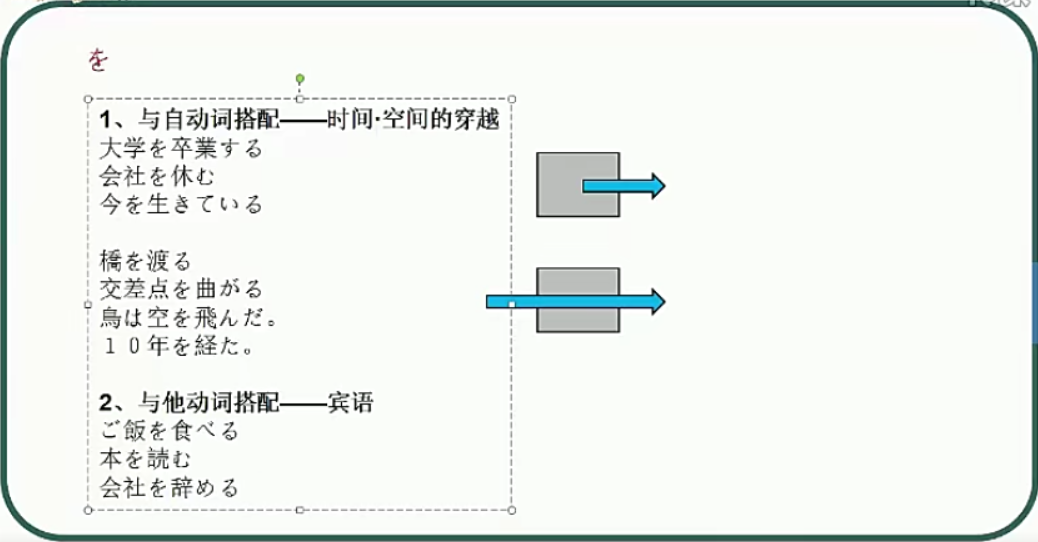 を
1、与自动词搭配——时间·空间的穿越
大学を卒業する
会社を休む
今を生きている
橋を渡る
交差点を曲がる
鳥は空を飛んだ。
１０年を経た。
2、与他动词搭配——宾语
ご飯を食べる
本を読む
会社を辞める